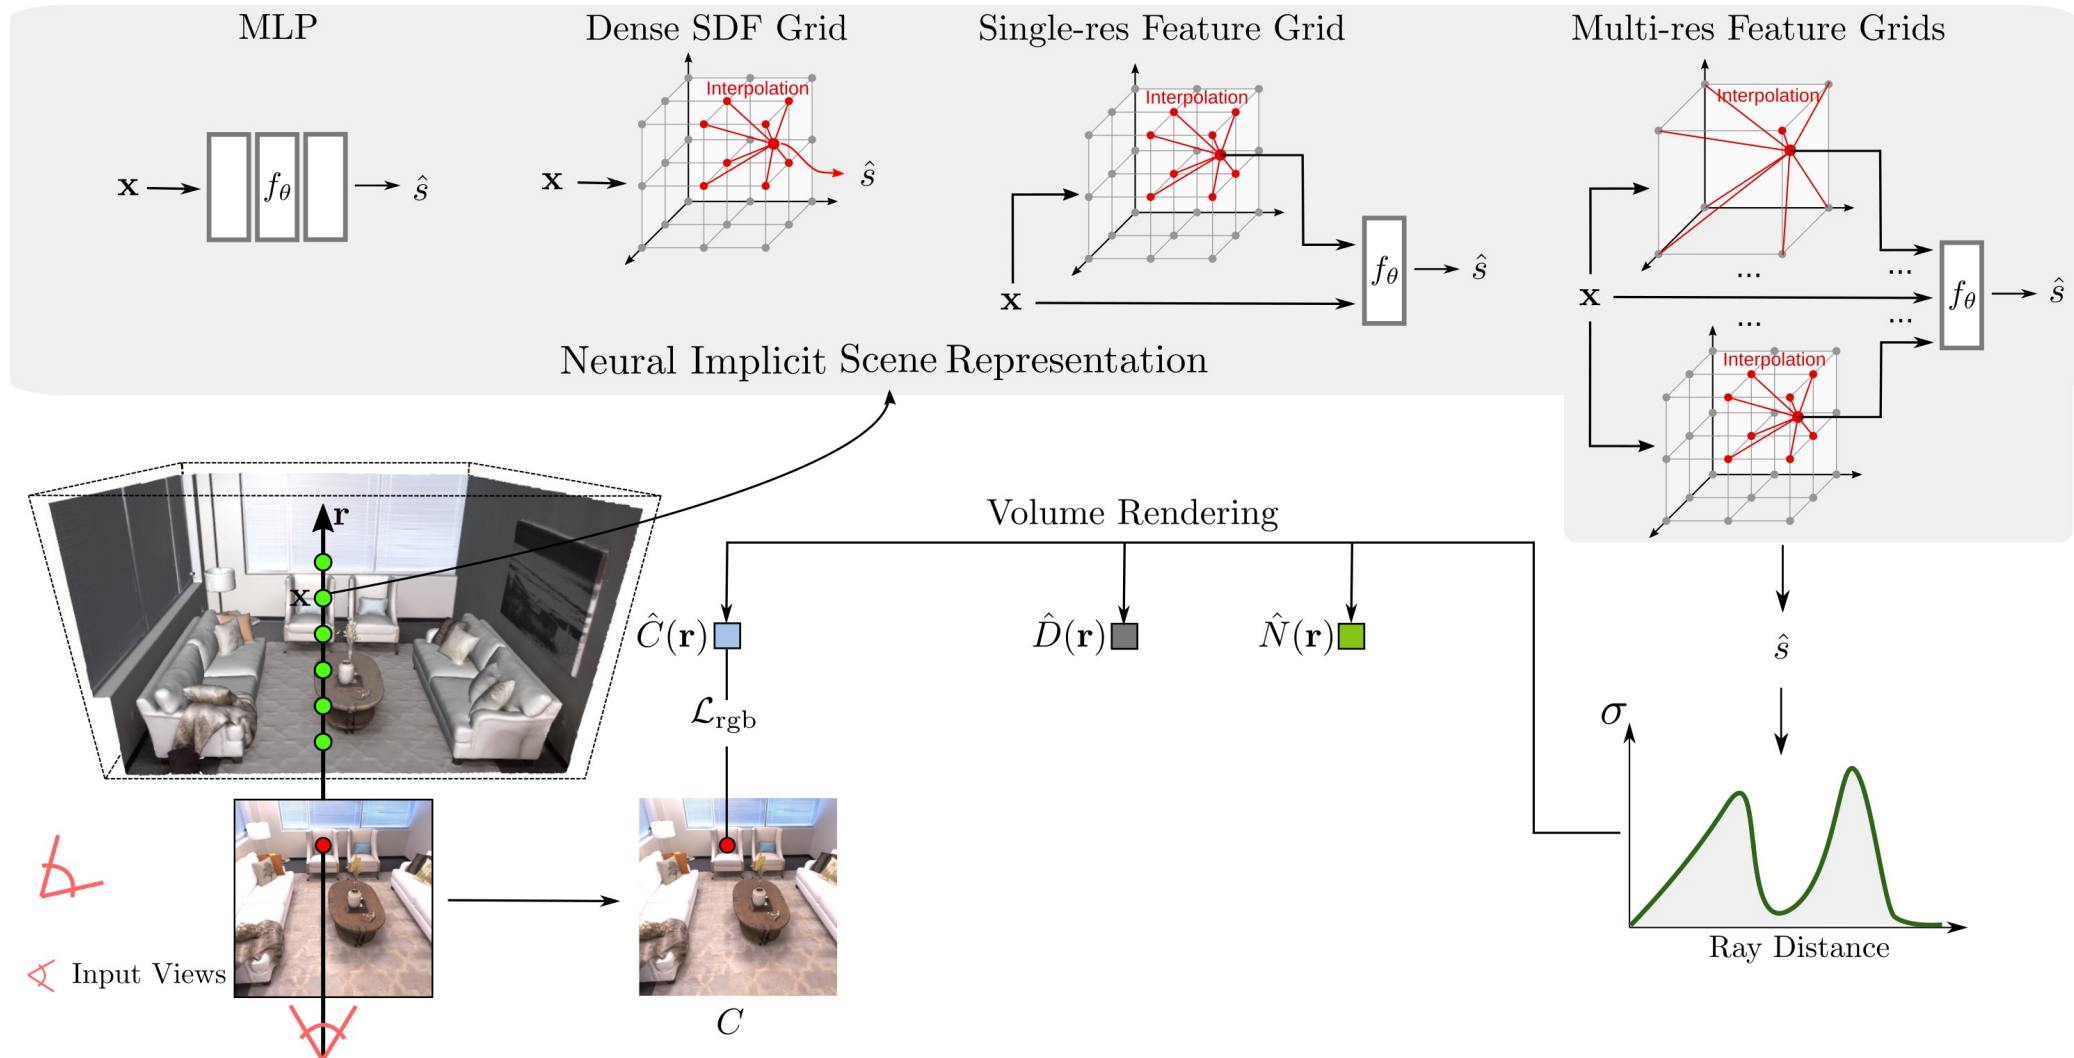 MLP
Dense SDF Grid
Single-res Feature Grid
Multi-res Feature Grids
Interpolation
Interpolation
Interpolation
x
f_θ
ŝ
x
ŝ
x
f_θ
ŝ
...
...
x
f_θ
ŝ
...
...
Interpolation
Neural Implicit Scene Representation
r
x
Volume Rendering
Ĉ(r)
D̂(r)
N̂(r)
ŝ
ℒ_rgb
σ
Ray Distance
Input Views
C